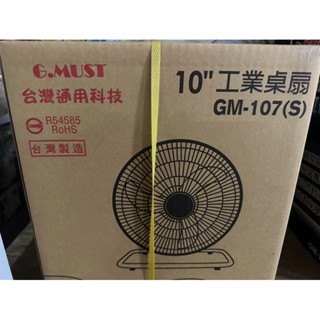 G.MUST
台灣通用科技
R54585
RoHS
台灣製造
10"工業桌扇
GM-107(S)